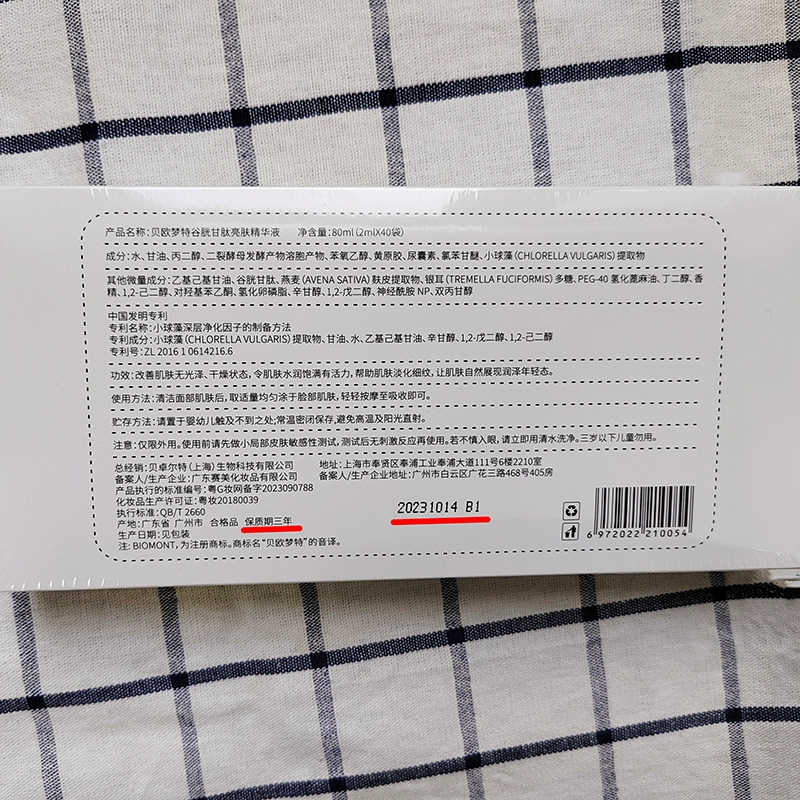 产品名称:贝欧梦特谷胱甘肽亮肤精华液 净含量:80ml (2mlX40袋)
成分:水、甘油、丙二醇、二裂酵母发酵产物溶胞产物、苯氧乙醇、黄原胶、尿囊素、氯苯甘醚、小球藻(CHLORELLA VULGARIS)提取物
其他微量成分:乙基己基甘油、谷胱甘肽、燕麦(AVENA SATIVA)麸皮提取物、银耳(TREMELLA FUCIFORMIS)多糖、PEG-40 氢化蓖麻油、丁二醇、香
精、1,2-己二醇、对羟基苯乙酮、氢化卵磷脂、辛甘醇、1,2-戊二醇、神经酰胺 NP、双丙甘醇
中国发明专利
专利名称:小球藻深层净化因子的制备方法
专利成分:小球藻(CHLORELLA VULGARIS)提取物、甘油、水、乙基己基甘油、辛甘醇、1,2-戊二醇、1,2-己二醇
专利号:ZL 2016 1 0614216.6
功效:改善肌肤无光泽、干燥状态,令肌肤水润饱满有活力,帮助肌肤淡化细纹,让肌肤自然展现润泽年轻态。
使用方法:清洁面部肌肤后,取适量均匀涂于脸部肌肤,轻轻按摩至吸收即可。
贮存方法:请置于婴幼儿触及不到之处;常温密闭保存,避免高温及阳光直射。
注意:仅限外用。使用前请先做小局部皮肤敏感性测试,测试后无刺激反应再使用。若不慎入眼,请立即用清水洗净。三岁以下儿童勿用。
总经销:贝卓尔特(上海)生物科技有限公司 地址:上海市奉贤区奉浦工业奉浦大道111号6楼2210室
备案人/生产企业:广东赛美化妆品有限公司 备案人/生产企业地址:广州市白云区广花三路468号405房
产品执行的标准编号:粤G妆网备字2023090788
化妆品生产许可证:粤妆20180039
执行标准:QB/T 2660
产地:广东省 广州市 合格品 保质期三年
生产日期:见包装
注: BIOMONT,为注册商标。商标名“贝欧梦特”的音译。
20231014 B1
6 972022 210054